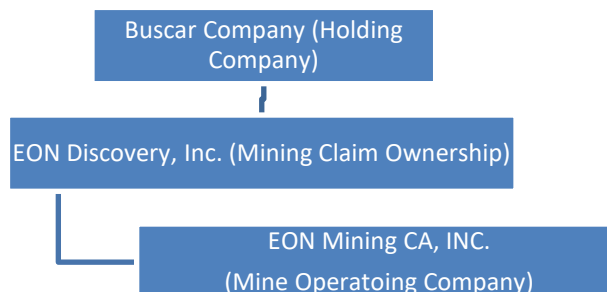 Buscar Company (Holding
Company)
EON Discovery, Inc. (Mining Claim Ownership)
EON Mining CA, INC.
(Mine Operatoing Company)